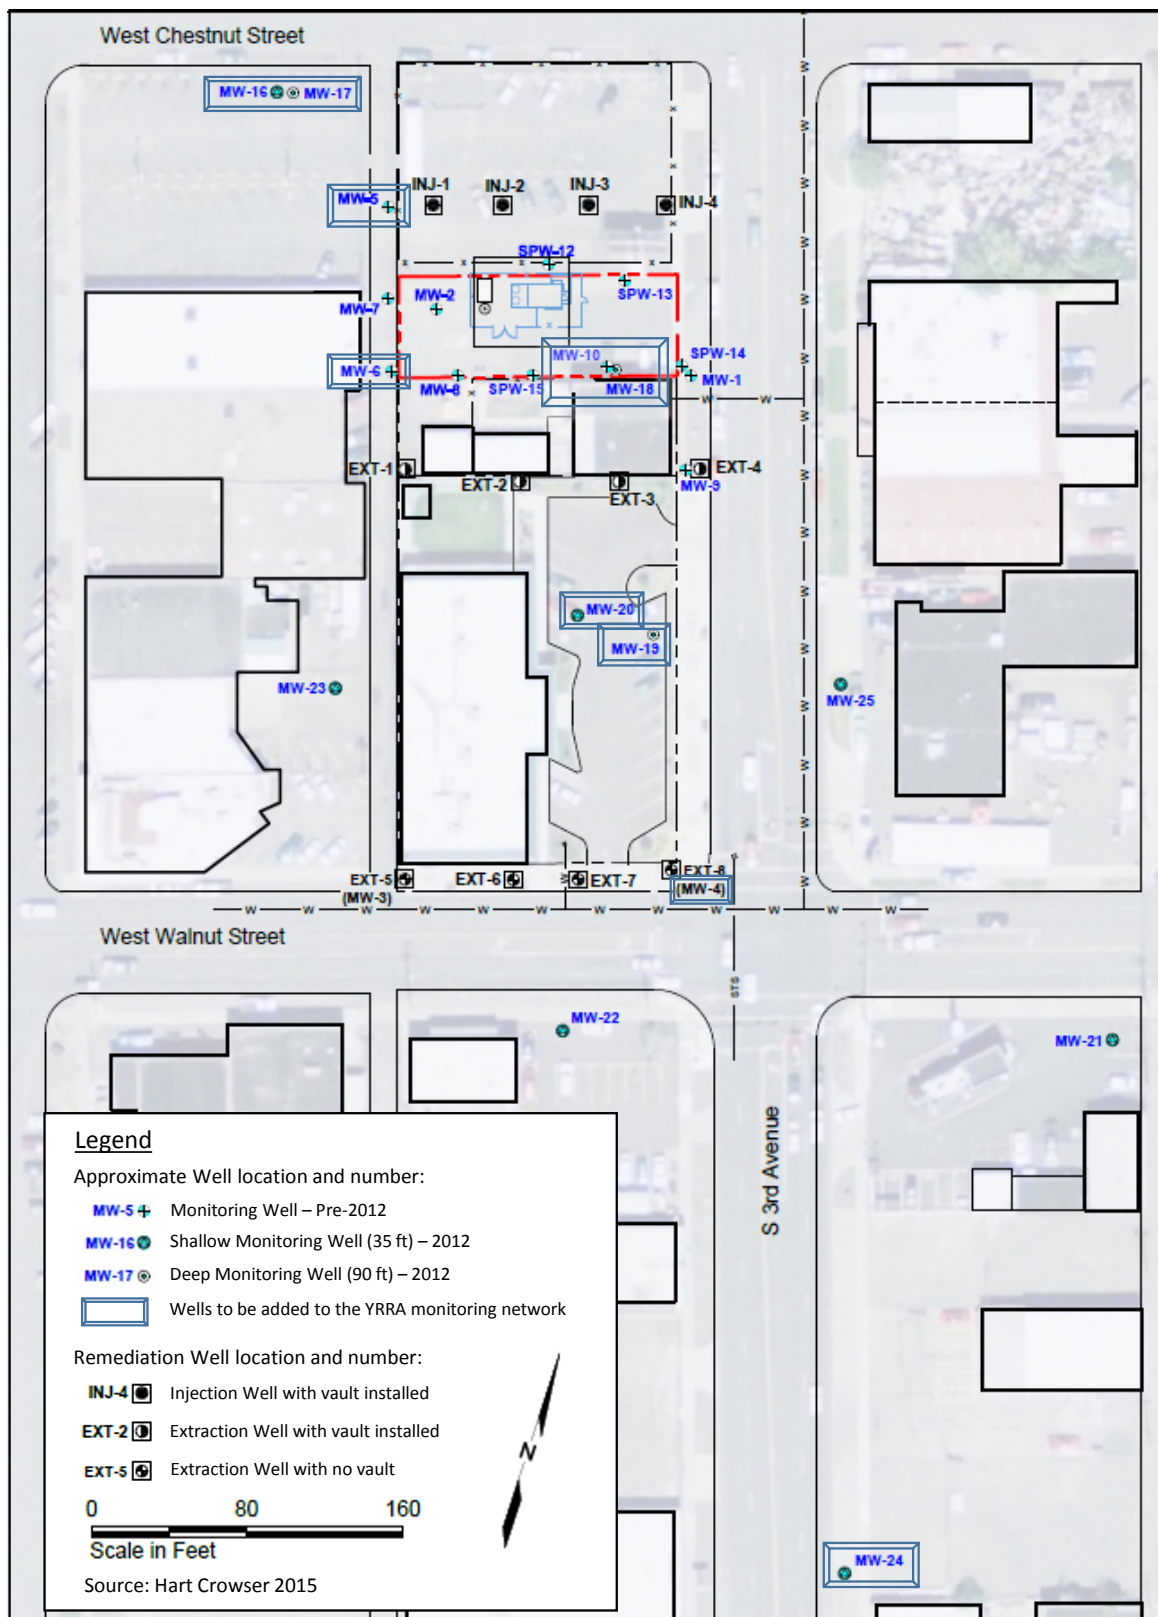 West Chestnut Street
MW-16 MW-17
MW-5
INJ-1 INJ-2 INJ-3 INJ-4
SPW-12
MW-7 MW-2 SPW-13
MW-10 SPW-14
MW-6 MW-8 SPW-15 MW-18 MW-1
EXT-1 EXT-2 EXT-3 EXT-4
MW-9
MW-20
MW-19
MW-23 MW-25
EXT-5 EXT-6 EXT-7 EXT-8
(MW-3) (MW-4)
W W W W W W W W W W W
West Walnut Street
STS
MW-22
MW-21
S 3rd Avenue
MW-24
Legend
Approximate Well location and number:
MW-5 Monitoring Well – Pre-2012
MW-16 Shallow Monitoring Well (35 ft) – 2012
MW-17 Deep Monitoring Well (90 ft) – 2012
Wells to be added to the YRRA monitoring network
Remediation Well location and number:
INJ-4 Injection Well with vault installed
EXT-2 Extraction Well with vault installed
EXT-5 Extraction Well with no vault
N
0 80 160
Scale in Feet
Source: Hart Crowser 2015